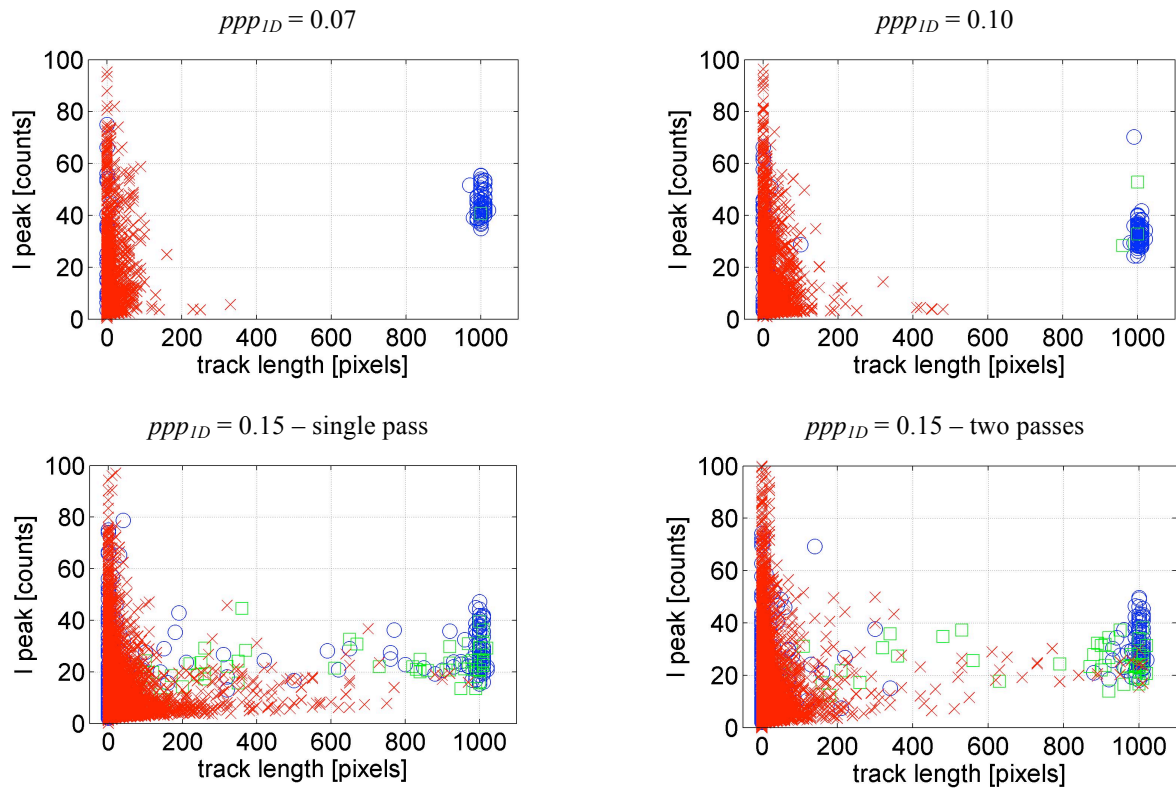 ppp1D = 0.07
ppp1D = 0.10
100
80
60
40
20
0
I peak [counts]
0 200 400 600 800 1000
track length [pixels]
100
80
60
40
20
0
I peak [counts]
0 200 400 600 800 1000
track length [pixels]
ppp1D = 0.15 – single pass
ppp1D = 0.15 – two passes
100
80
60
40
20
0
I peak [counts]
0 200 400 600 800 1000
track length [pixels]
100
80
60
40
20
0
I peak [counts]
0 200 400 600 800 1000
track length [pixels]